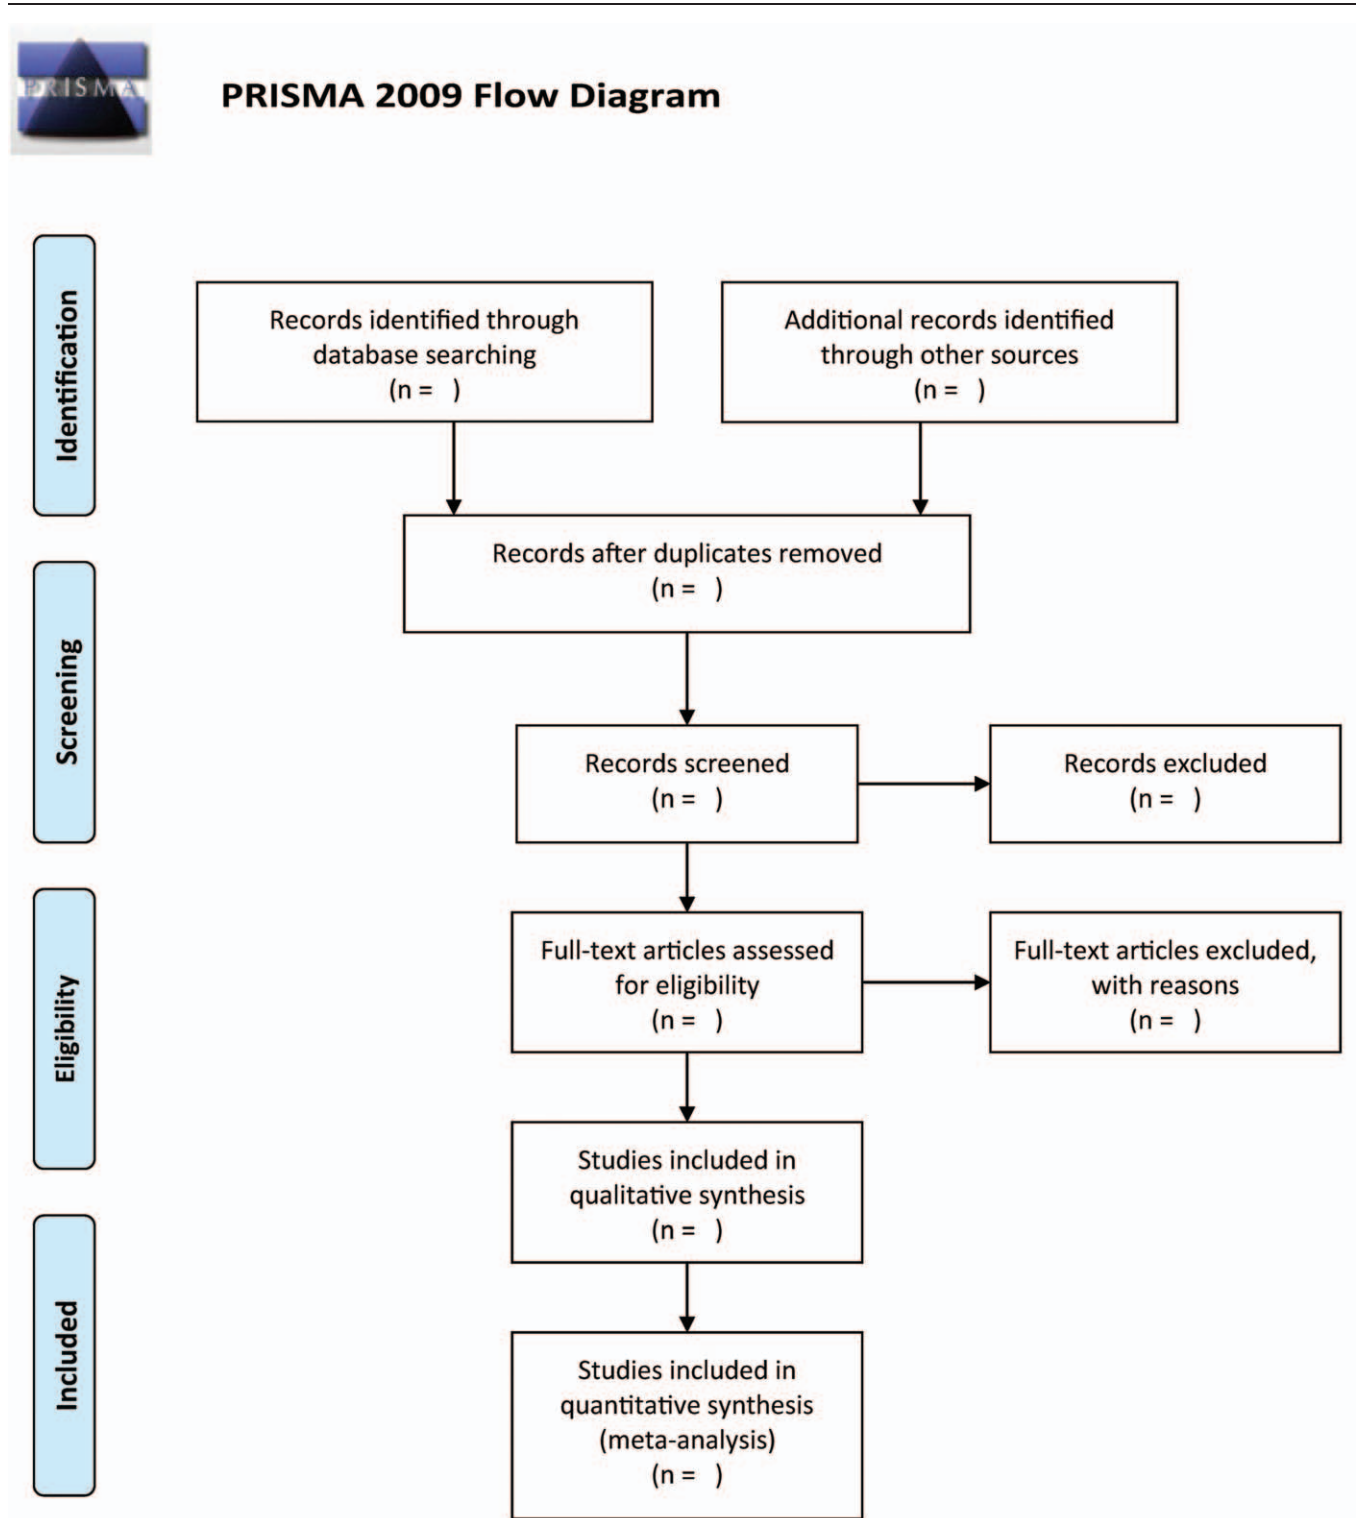 PRISMA
PRISMA 2009 Flow Diagram
Identification
Records identified through
database searching
(n =   )
Additional records identified
through other sources
(n =   )
Records after duplicates removed
(n =   )
Screening
Records screened
(n =   )
Records excluded
(n =   )
Eligibility
Full-text articles assessed
for eligibility
(n =   )
Full-text articles excluded,
with reasons
(n =   )
Studies included in
qualitative synthesis
(n =   )
Included
Studies included in
quantitative synthesis
(meta-analysis)
(n =   )